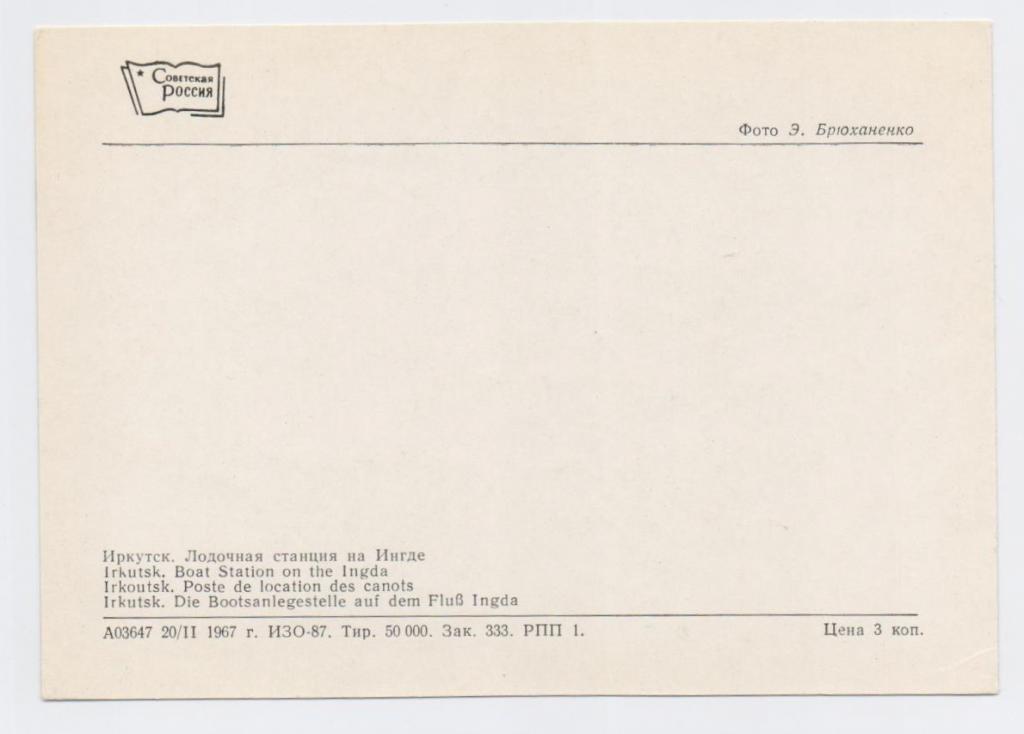 Советская
Россия
Фото Э. Брюханенко
Иркутск. Лодочная станция на Ингде
Irkutsk. Boat Station on the Ingda
Irkoutsk. Poste de location des canots
Irkutsk. Die Bootsanlegestelle auf dem Fluß Ingda
А03647 20/II 1967 г. ИЗО-87. Тир. 50 000. Зак. 333. РПП 1.
Цена 3 коп.